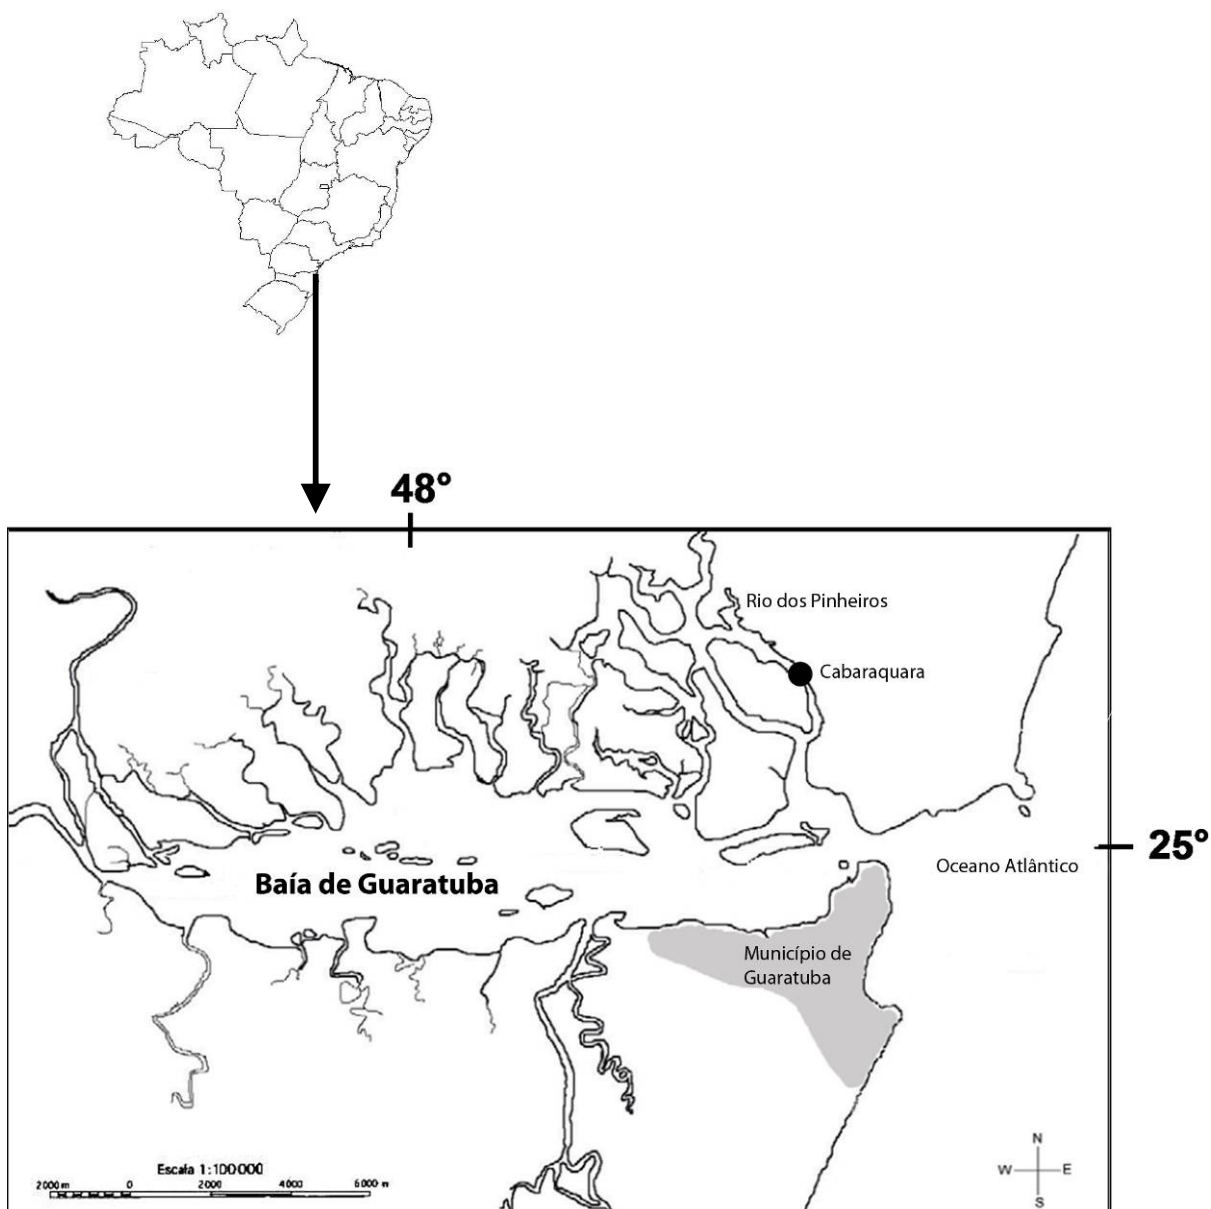 48°
Rio dos Pinheiros
Cabaraquara
25°
Oceano Atlântico
Baía de Guaratuba
Município de
Guaratuba
N
W E
S
Escala 1:100000
2000 m 0 2000 4000 6000 m